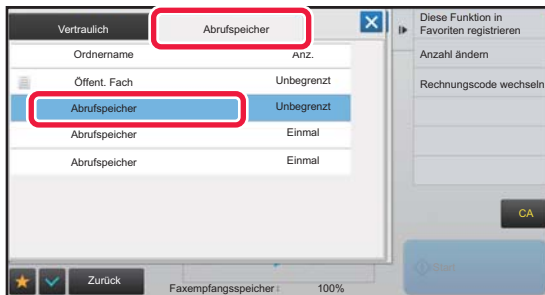 Vertraulich
Abrufspeicher
Ordnername
Anz.
Öffent. Fach
Unbegrenzt
Abrufspeicher
Unbegrenzt
Abrufspeicher
Einmal
Abrufspeicher
Einmal
Zurück
Faxempfangsspeicher:
100%
Diese Funktion in
Favoriten registrieren
Anzahl ändern
Rechnungscode wechseln
CA
Start